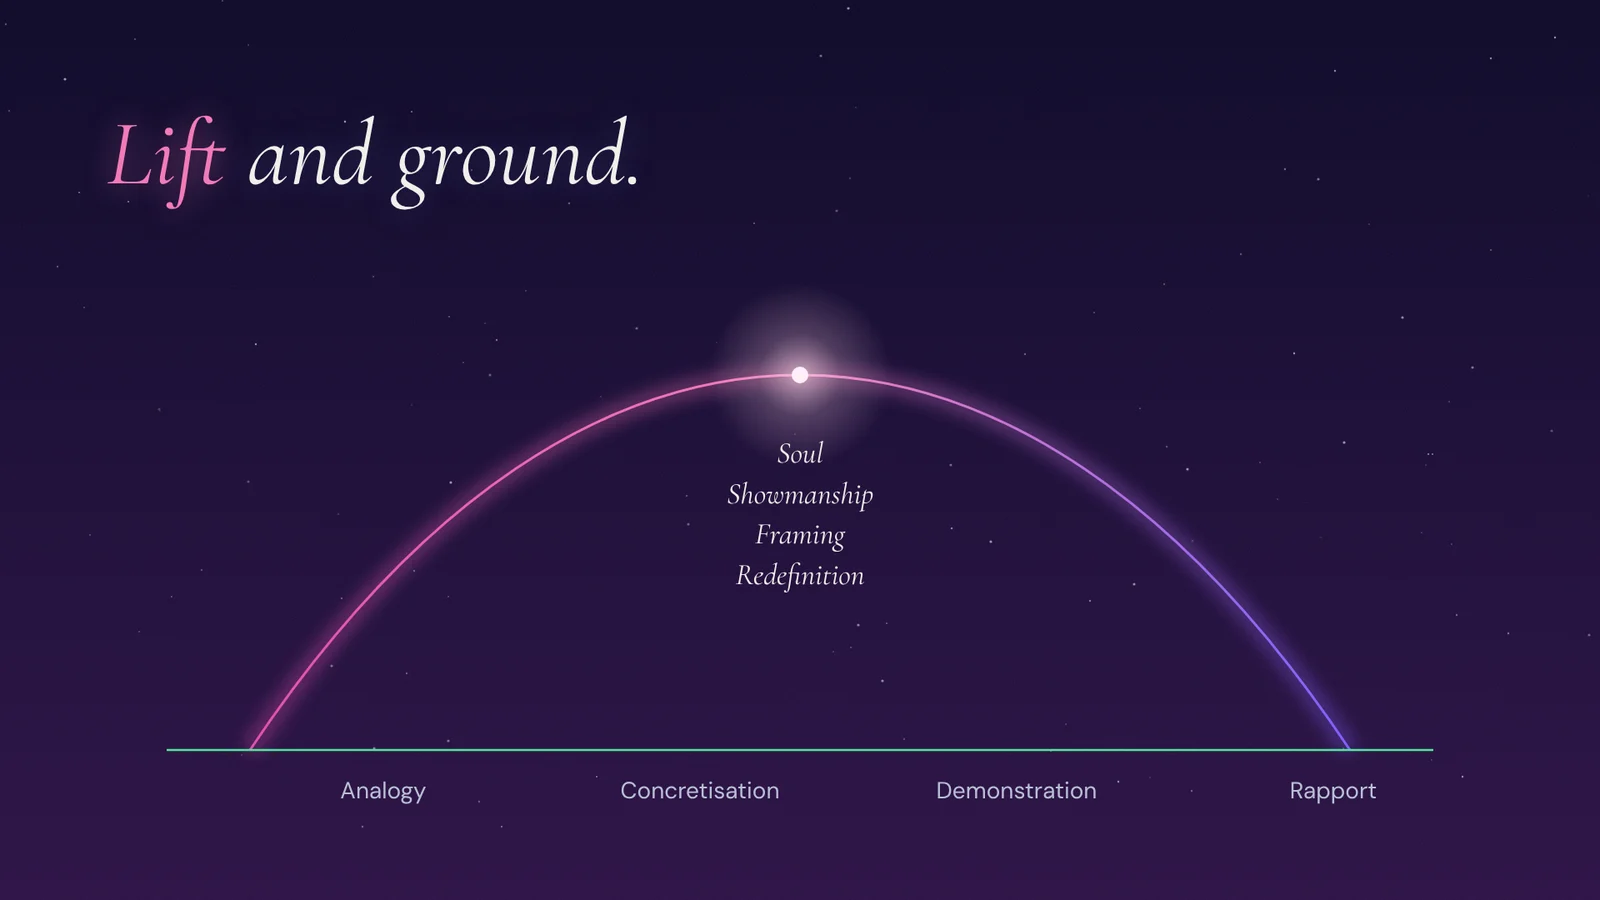 Lift and ground.
Soul
Showmanship
Framing
Redefinition
Analogy
Concretisation
Demonstration
Rapport